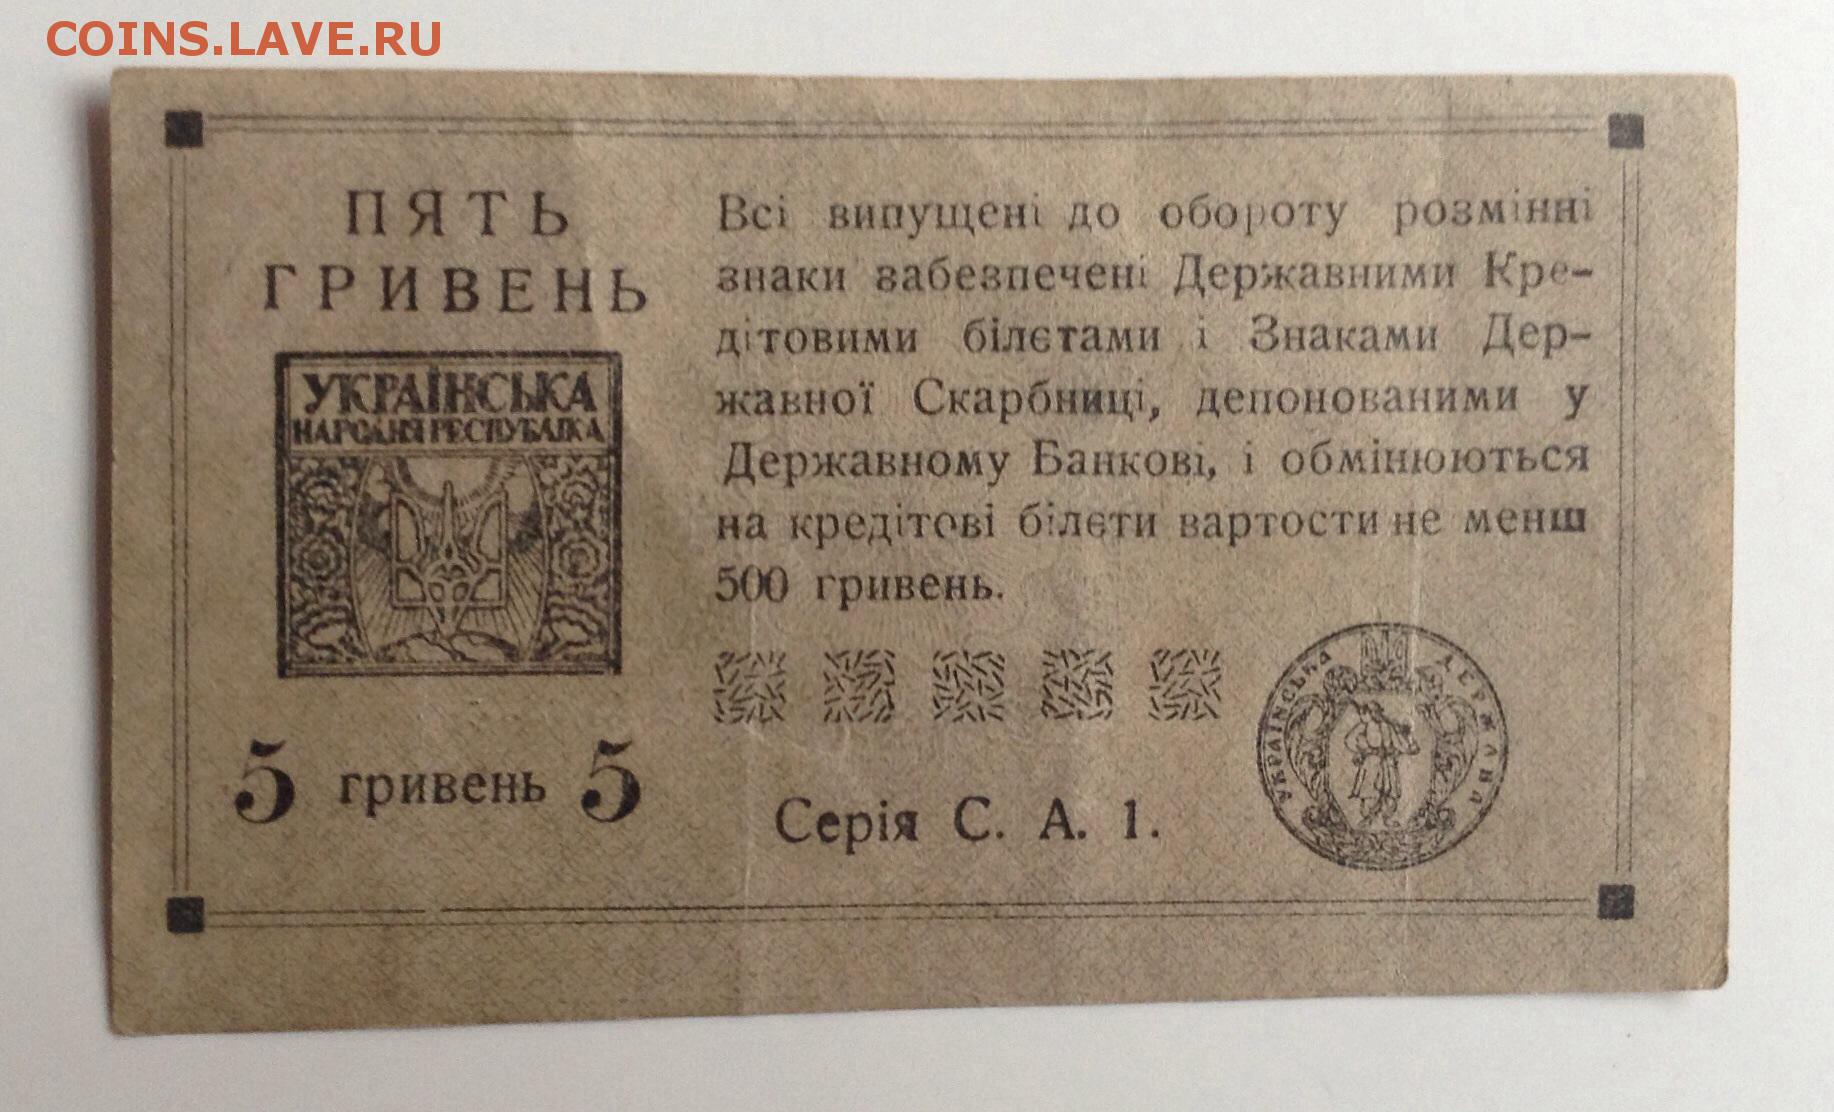 COINS.LAVE.RU
ПЯТЬ
ГРИВЕНЬ
УКРАЇНСЬКА
НАРОДНЯ РЕСПУБЛІКА
5 гривень 5
Всі випущені до обороту розмінні
знаки забезпечені Державними Кре-
дітовими білєтами і Знаками Дер-
жавної Скарбниці, депонованими у
Державному Банкові, і обмінюються
на кредітові білєти вартости не менш
500 гривень.
Серія С. А. 1.
УКРАЇНСЬКА ДЕРЖАВА